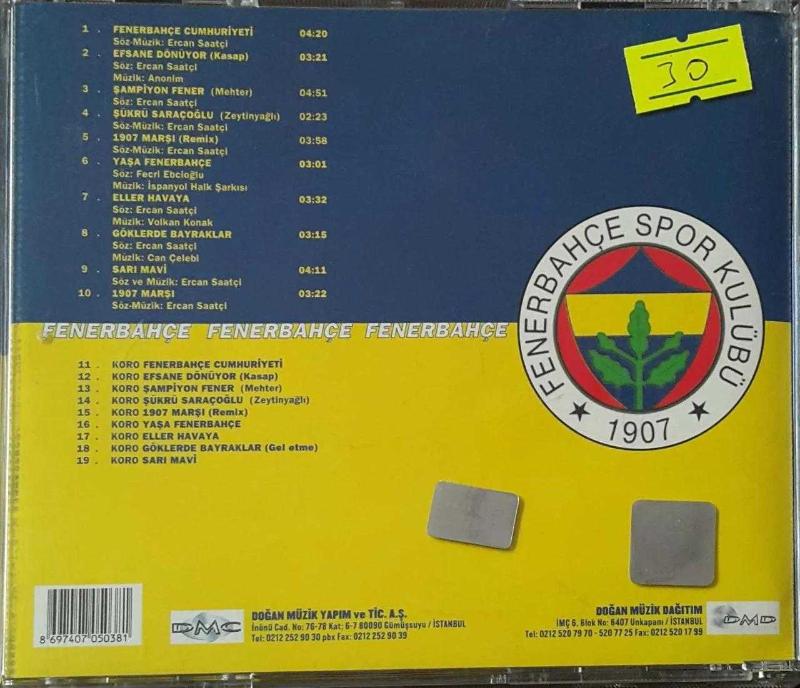 1 . FENERBAHÇE CUMHURİYETİ 04:20
Söz-Müzik: Ercan Saatçi
2 . EFSANE DÖNÜYOR (Kasap) 03:21
Söz: Ercan Saatçi
Müzik: Anonim
3 . ŞAMPİYON FENER (Mehter) 04:51
Söz: Ercan Saatçi
4 . ŞÜKRÜ SARAÇOĞLU (Zeytinyağlı) 02:23
Söz-Müzik: Ercan Saatçi
5 . 1907 MARŞI (Remix) 03:58
Söz-Müzik: Ercan Saatçi
6 . YAŞA FENERBAHÇE 03:01
Söz: Fecri Ebcioğlu
Müzik: İspanyol Halk Şarkısı
7 . ELLER HAVAYA 03:32
Söz: Ercan Saatçi
Müzik: Volkan Konak
8 . GÖKLERDE BAYRAKLAR 03:15
Söz: Ercan Saatçi
Müzik: Can Çelebi
9 . SARI MAVİ 04:11
Söz ve Müzik: Ercan Saatçi
10 . 1907 MARŞI 03:22
Söz-Müzik: Ercan Saatçi
30
FENERBAHÇE SPOR KULÜBÜ
★ 1907 ★
FENERBAHÇE FENERBAHÇE FENERBAHÇE
11 . KORO FENERBAHÇE CUMHURİYETİ
12 . KORO EFSANE DÖNÜYOR (Kasap)
13 . KORO ŞAMPİYON FENER (Mehter)
14 . KORO ŞÜKRÜ SARAÇOĞLU (Zeytinyağlı)
15 . KORO 1907 MARŞI (Remix)
16 . KORO YAŞA FENERBAHÇE
17 . KORO ELLER HAVAYA
18 . KORO GÖKLERDE BAYRAKLAR (Gel etme)
19 . KORO SARI MAVİ
8 697407 050381
DMC
DOĞAN MÜZİK YAPIM ve TİC. A.Ş.
İnönü Cad. No: 76-78 Kat: 6-7 80090 Gümüşsuyu / İSTANBUL
Tel: 0212 252 90 30 pbx Fax: 0212 252 90 39
DOĞAN MÜZİK DAĞITIM
İMÇ 6. Blok No: 6407 Unkapanı / İSTANBUL
Tel: 0212 520 79 70 - 520 77 25 Fax: 0212 520 17 99
DMD